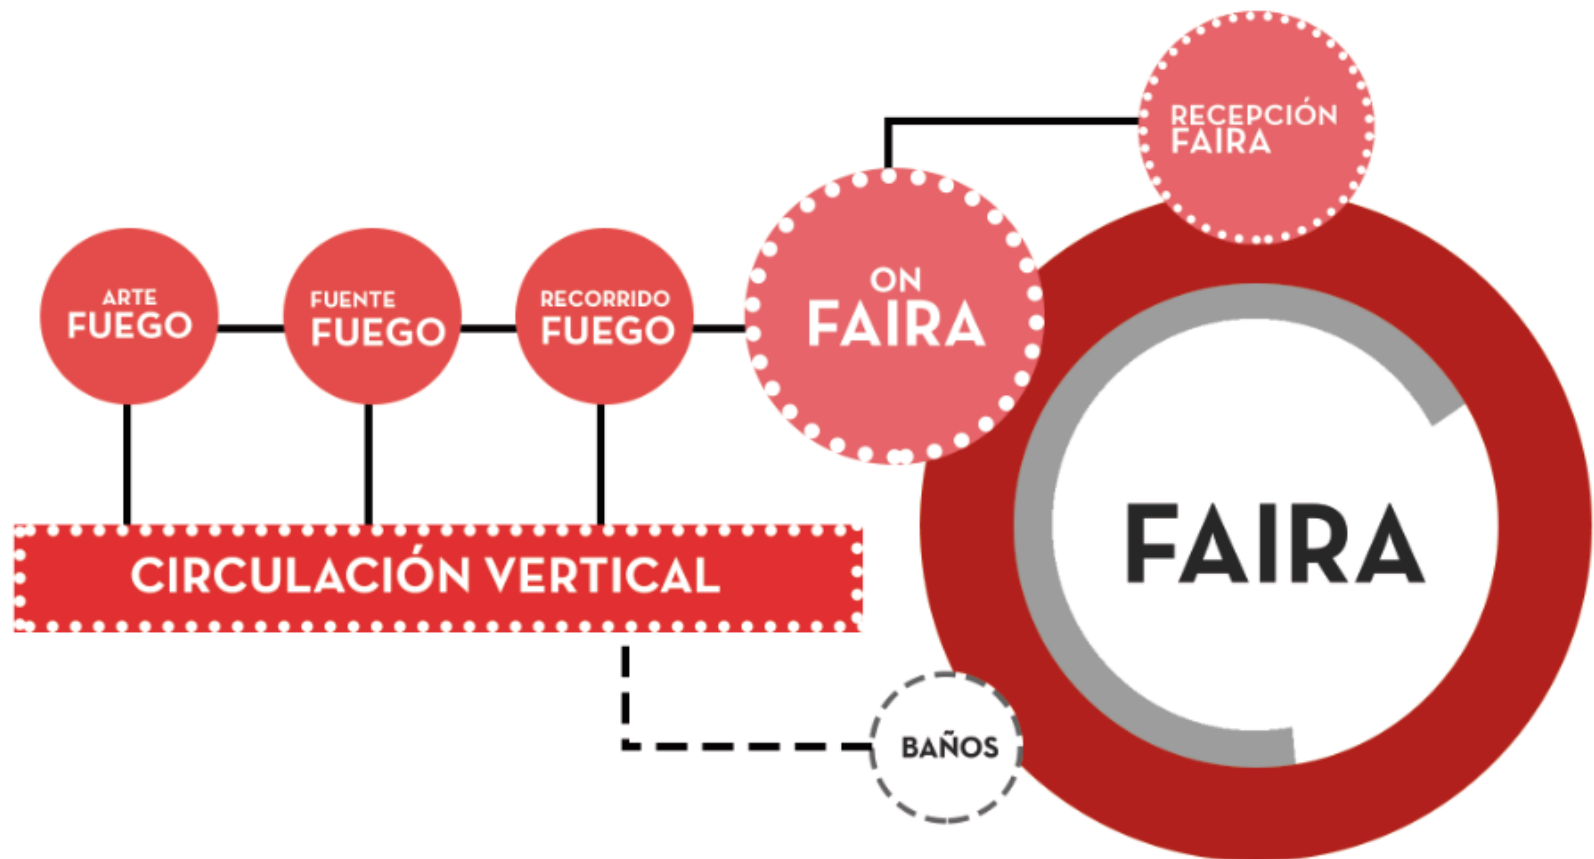 RECEPCIÓN
FAIRA
ARTE
FUEGO
FUENTE
FUEGO
RECORRIDO
FUEGO
ON
FAIRA
FAIRA
CIRCULACIÓN VERTICAL
BAÑOS